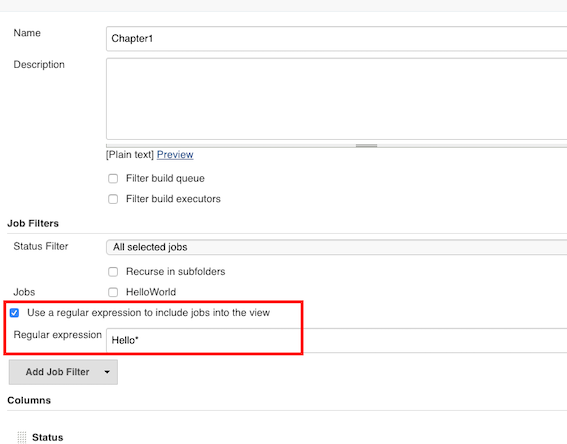 Name Chapter1
Description
[Plain text] Preview
Filter build queue
Filter build executors
Job Filters
Status Filter All selected jobs
Recurse in subfolders
Jobs HelloWorld
Use a regular expression to include jobs into the view
Regular expression Hello*
Add Job Filter
Columns
Status